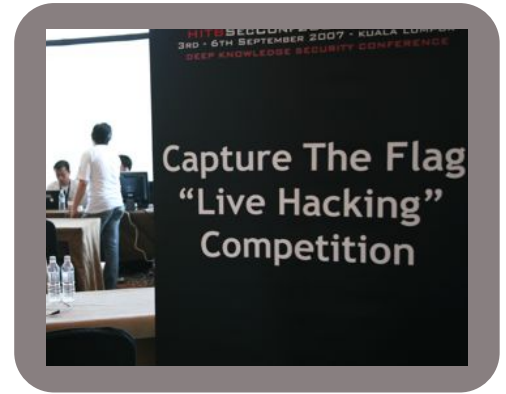 3rd - 6th September 2007 - Kuala Lumpur
Deep Knowledge Security Conference
Capture The Flag
“Live Hacking”
Competition